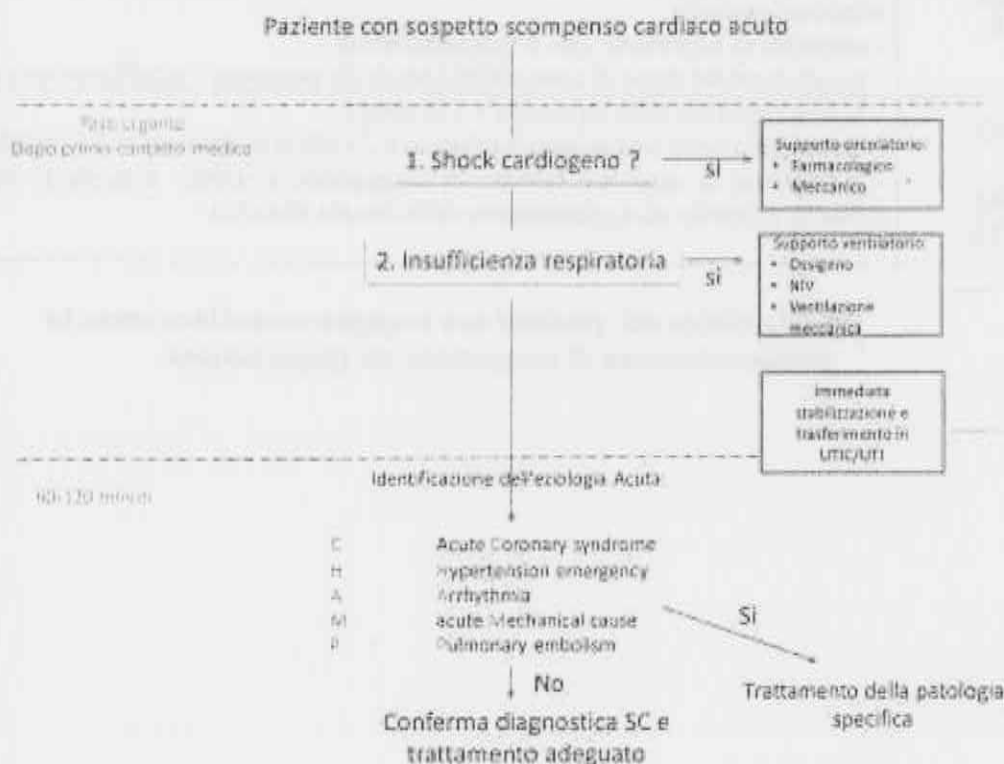 Paziente con sospetto scompenso cardiaco acuto
Fase urgente
Dopo primo contatto medico
1. Shock cardiogeno ?
si
Supporto circolatorio:
• Farmacologico
• Meccanico
2. Insufficienza respiratoria
si
Supporto ventilatorio:
• Ossigeno
• NIV
• Ventilazione
meccanica
Immediata
stabilizzazione e
trasferimento in
UTIC/UTI
Identificazione dell'eziologia Acuta:
60-120 minuti
C Acute Coronary syndrome
H Hypertension emergency
A Arrhythmia
M acute Mechanical cause
P Pulmonary embolism
Si
No
Trattamento della patologia
specifica
Conferma diagnostica SC e
trattamento adeguato